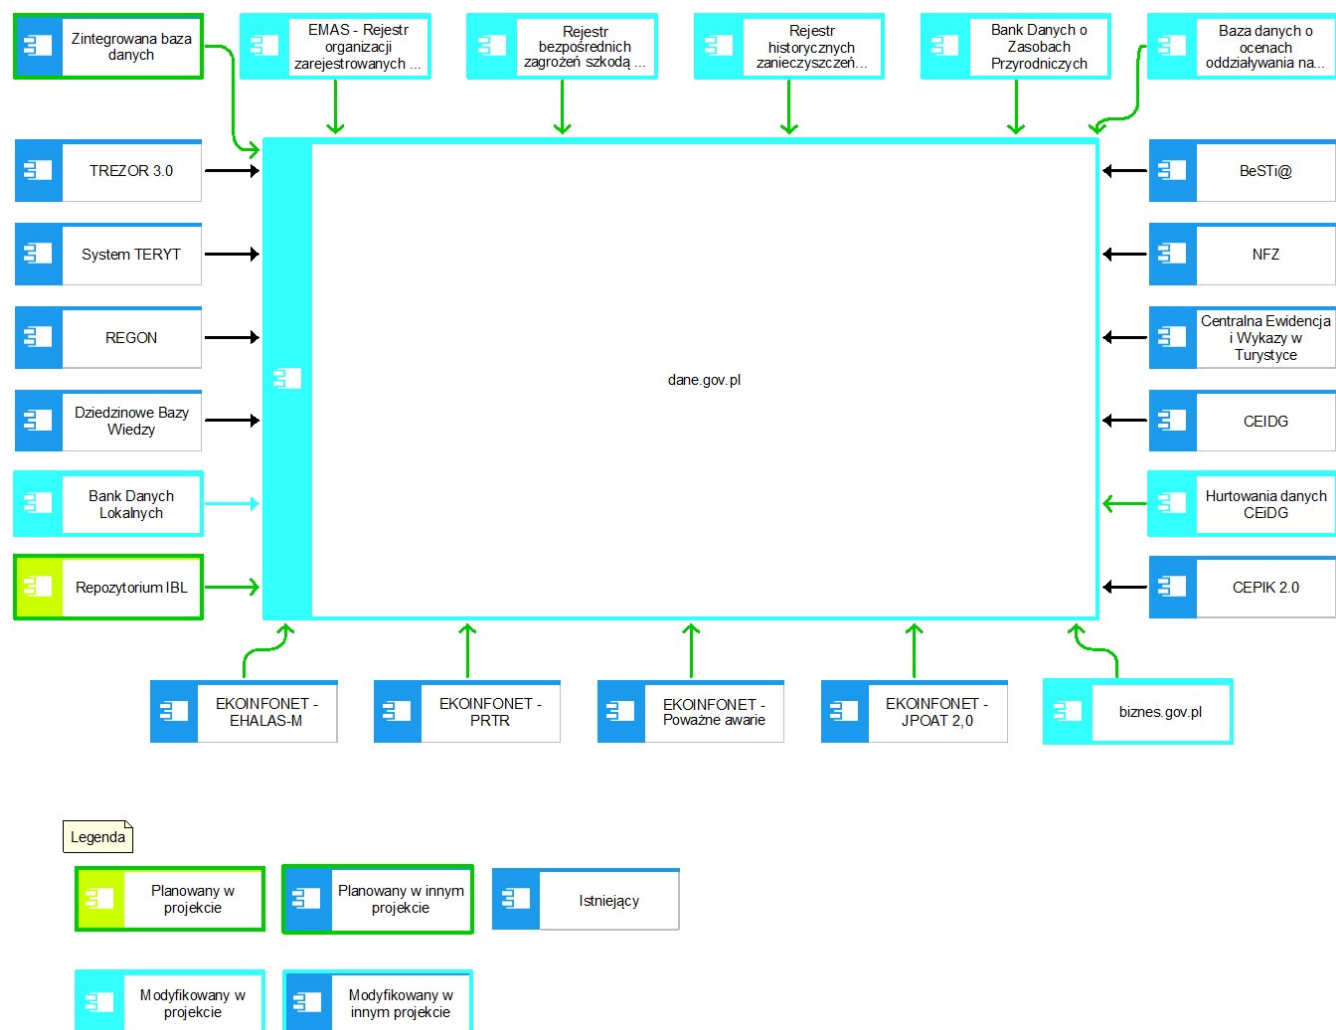 Zintegrowana baza
danych
EMAS - Rejestr
organizacji
zarejestrowanych ...
Rejestr
bezpośrednich
zagrożeń szkodą ...
Rejestr
historycznych
zanieczyszczeń...
Bank Danych o
Zasobach
Przyrodniczych
Baza danych o
ocenach
oddziaływania na...
TREZOR 3.0
System TERYT
REGON
Dziedzinowe Bazy
Wiedzy
Bank Danych
Lokalnych
Repozytorium IBL
dane.gov.pl
BeSTi@
NFZ
Centralna Ewidencja
i Wykazy w
Turystyce
CEIDG
Hurtowania danych
CEiDG
CEPIK 2.0
EKOINFONET -
EHALAS-M
EKOINFONET -
PRTR
EKOINFONET -
Poważne awarie
EKOINFONET -
JPOAT 2,0
biznes.gov.pl
Legenda
Planowany w
projekcie
Planowany w innym
projekcie
Istniejący
Modyfikowany w
projekcie
Modyfikowany w
innym projekcie